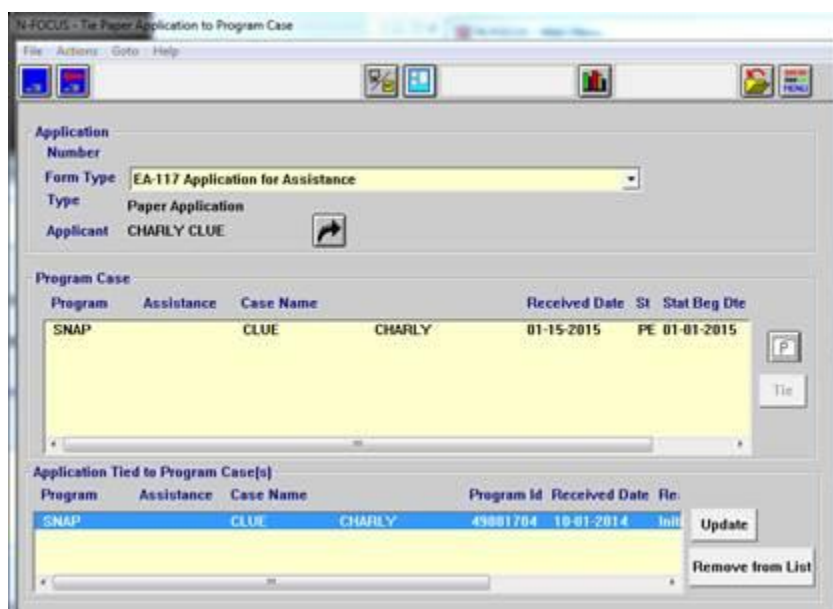 N-FOCUS - Tie Paper Application to Program Case
File Actions Goto Help
MENU
Application
Number
Form Type EA-117 Application for Assistance
Type Paper Application
Applicant CHARLY CLUE
Program Case
Program Assistance Case Name Received Date St Stat Beg Dte
SNAP CLUE CHARLY 01-15-2015 PE 01-01-2015
P
Tie
Application Tied to Program Case(s)
Program Assistance Case Name Program Id Received Date Re
SNAP CLUE CHARLY 49881704 10-01-2014 Init
Update
Remove from List